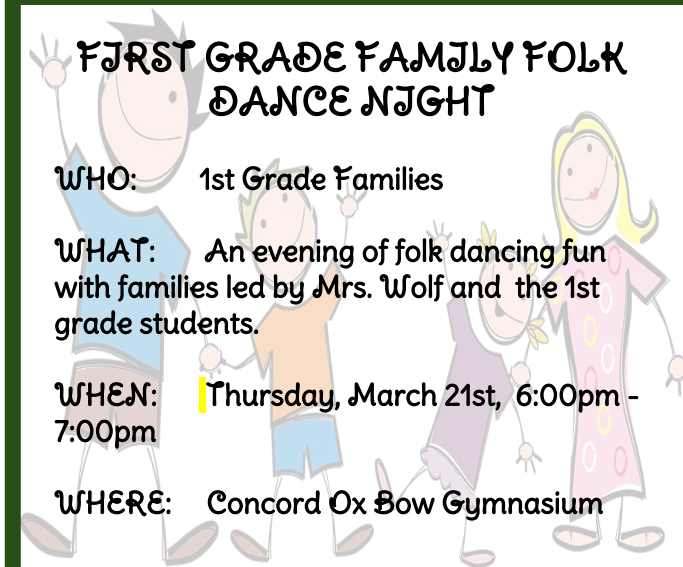 FIRST GRADE FAMILY FOLK
DANCE NIGHT
WHO: 1st Grade Families
WHAT: An evening of folk dancing fun
with families led by Mrs. Wolf and the 1st
grade students.
WHEN: Thursday, March 21st, 6:00pm -
7:00pm
WHERE: Concord Ox Bow Gymnasium